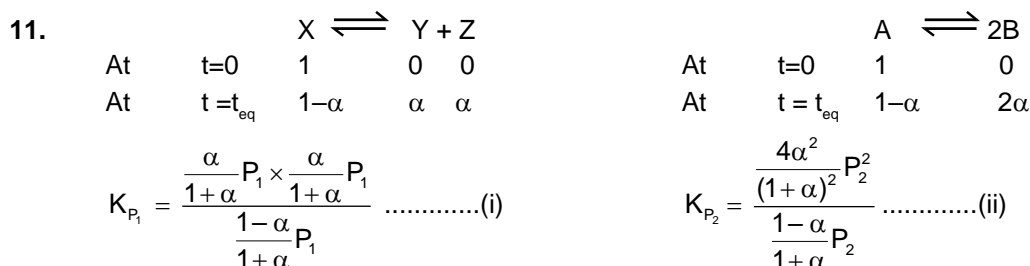 11. X ⇌ Y + Z A ⇌ 2B
At t=0 1 0 0 At t=0 1 0
At t =t_eq 1–α α α At t = t_eq 1–α 2α
K_P₁ = (α/(1+α) P₁ × α/(1+α) P₁) / ((1–α)/(1+α) P₁) .............(i) K_P₂ = (4α²/(1+α)² P₂²) / ((1–α)/(1+α) P₂) .............(ii)